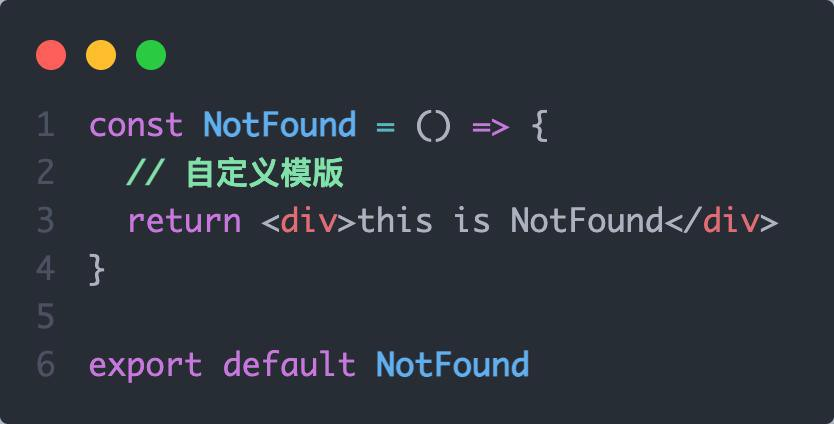 1 const NotFound = () => {
2   // 自定义模版
3   return <div>this is NotFound</div>
4 }
5
6 export default NotFound